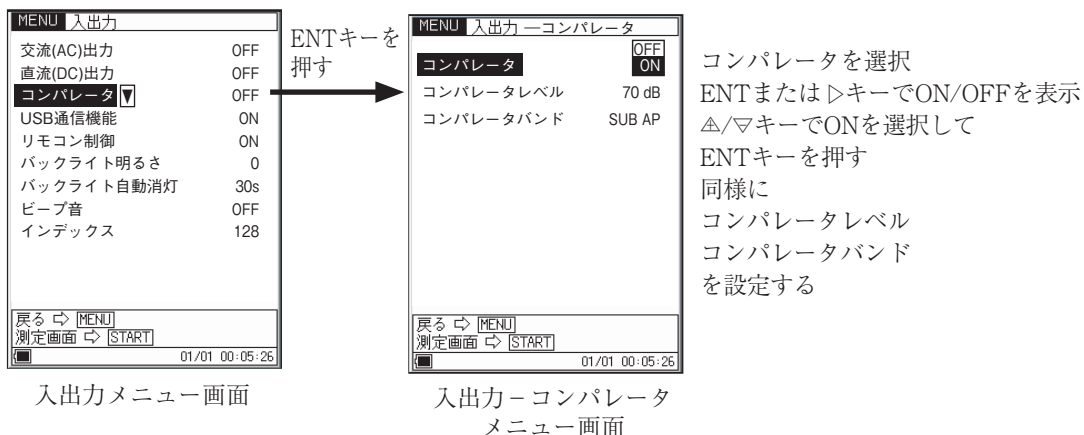 MENU 入出力
交流(AC)出力 OFF
直流(DC)出力 OFF
コンパレータ▼ OFF
USB通信機能 ON
リモコン制御 ON
バックライト明るさ 0
バックライト自動消灯 30s
ビープ音 OFF
インデックス 128
戻る ⇨ MENU
測定画面 ⇨ START
01/01 00:05:26
入出力メニュー画面
ENTキーを
押す
MENU 入出力 ―コンパレータ
OFF
コンパレータ ON
コンパレータレベル 70 dB
コンパレータバンド SUB AP
戻る ⇨ MENU
測定画面 ⇨ START
01/01 00:05:26
入出力－コンパレータ
メニュー画面
コンパレータを選択
ENTまたは▷キーでON/OFFを表示
△/▽キーでONを選択して
ENTキーを押す
同様に
コンパレータレベル
コンパレータバンド
を設定する